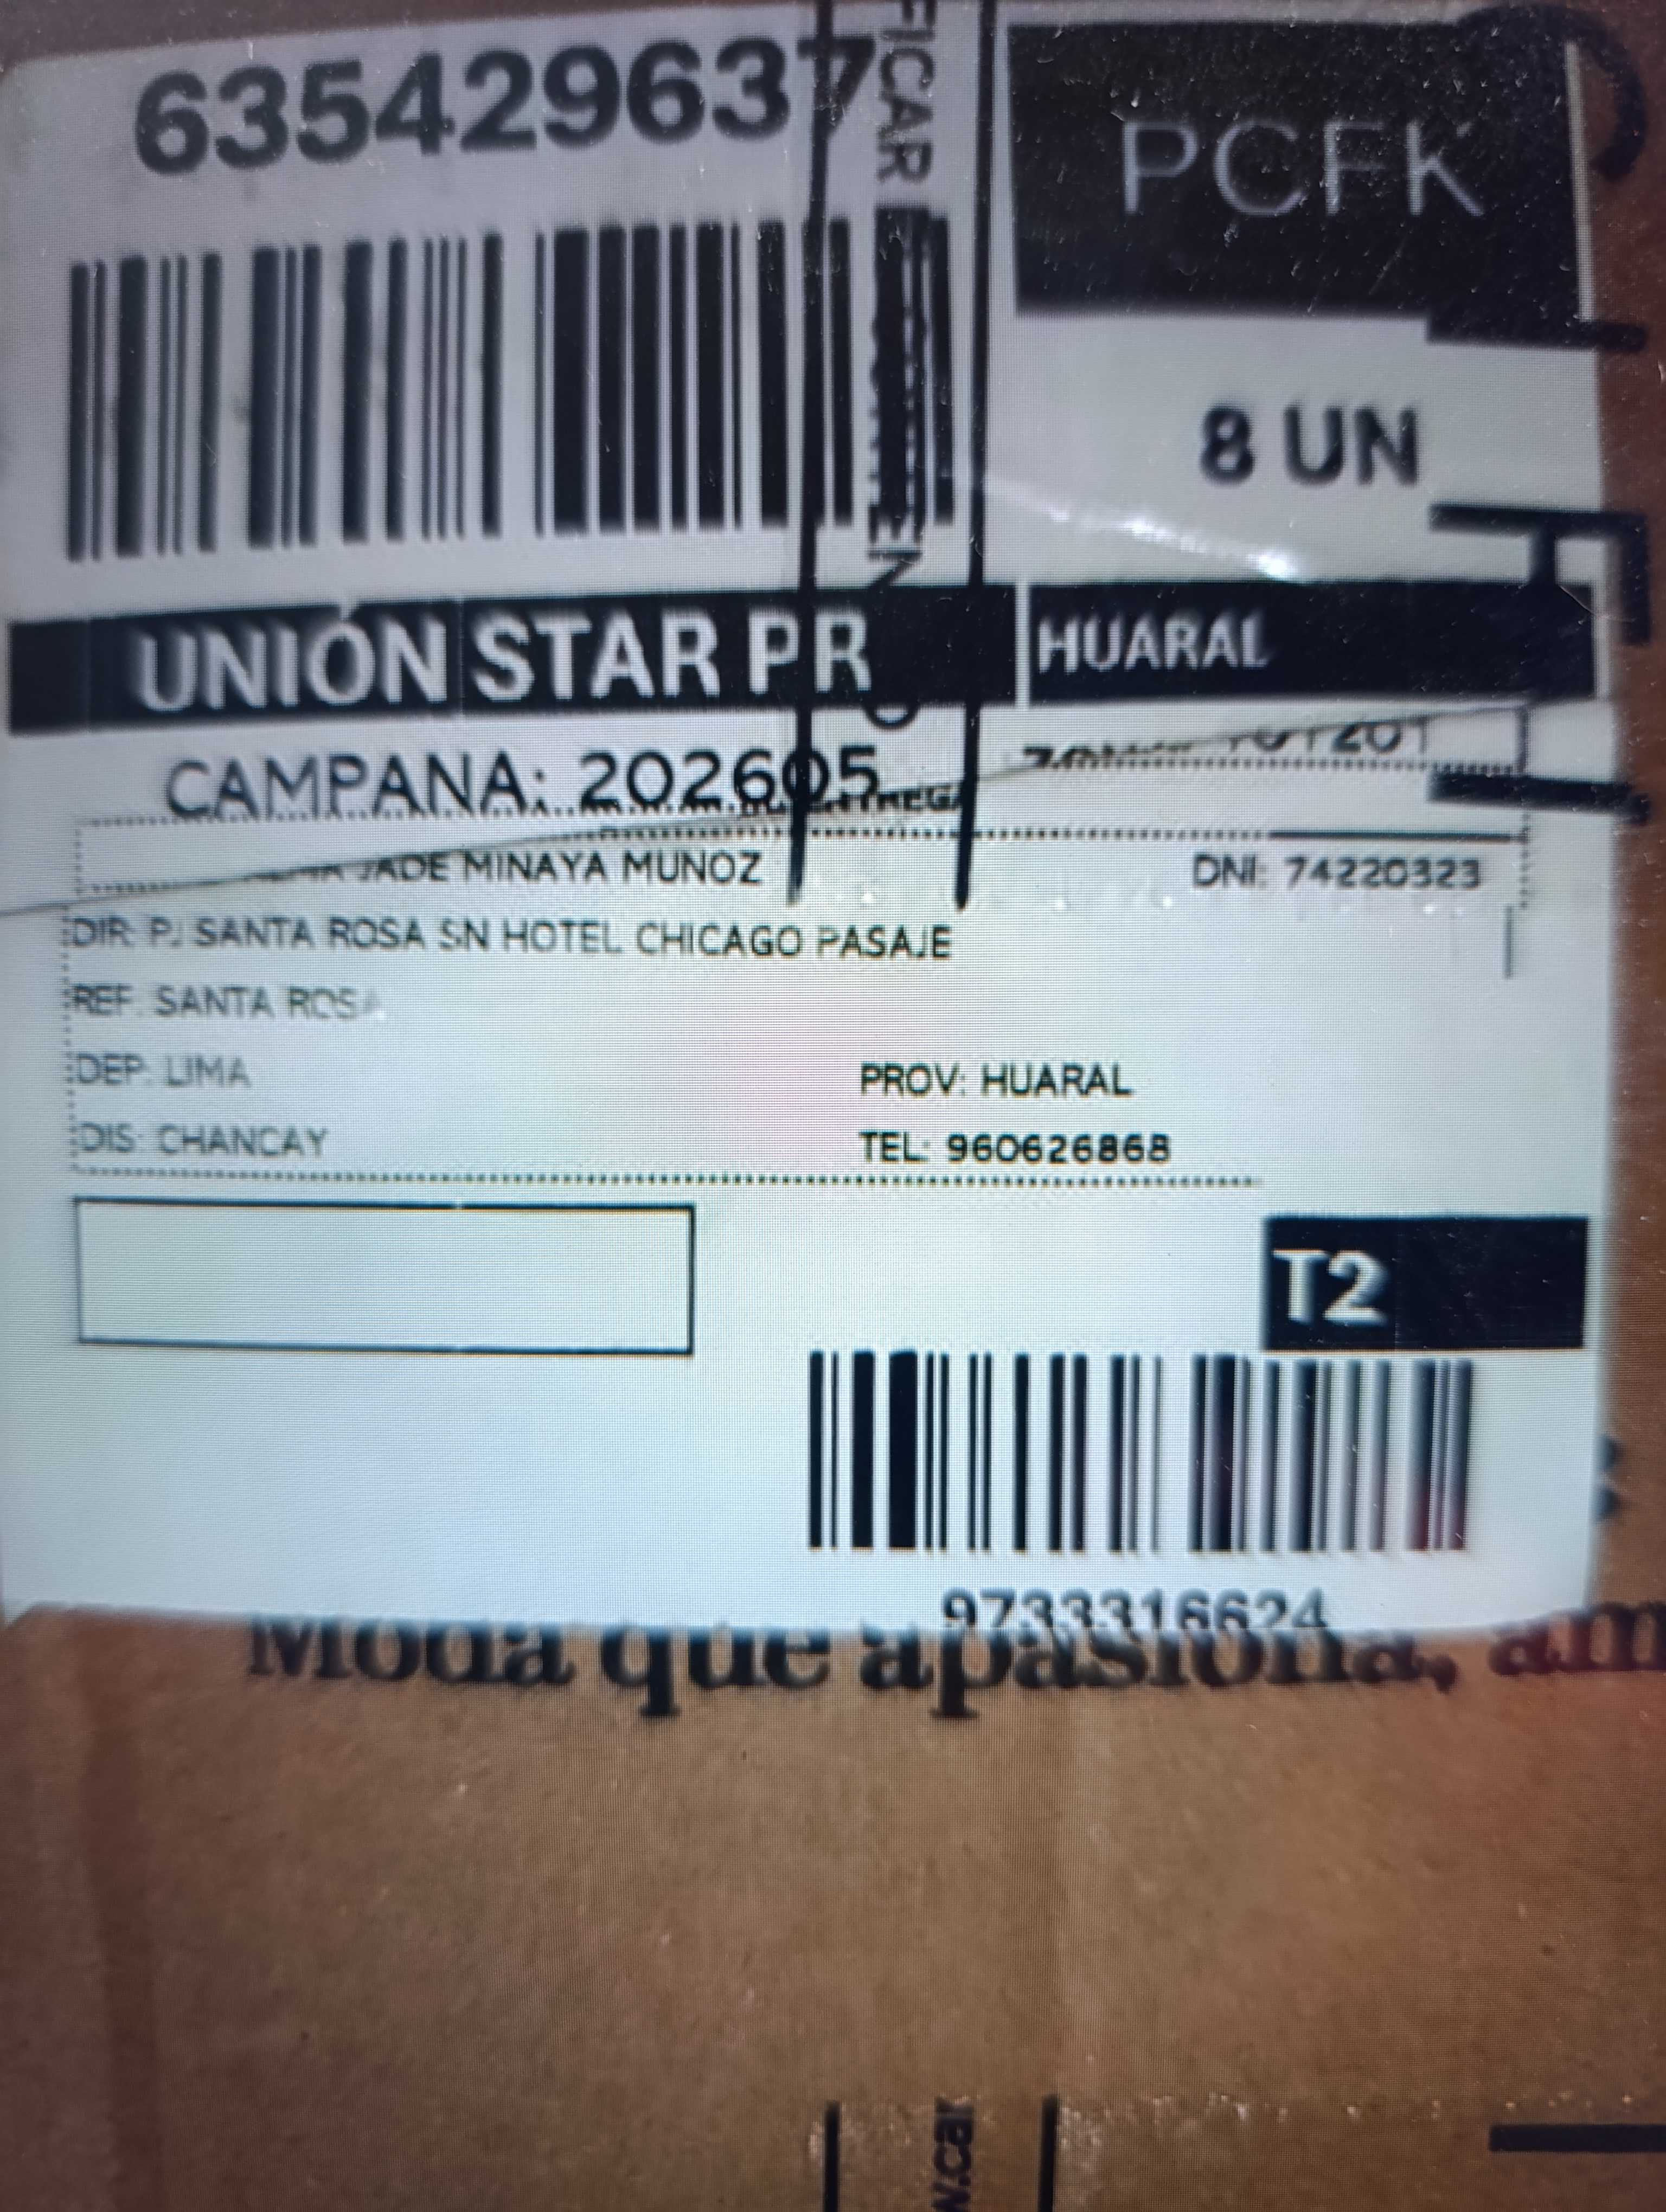 635429637
PCFK
8 UN
UNIÓN STAR PR
HUARAL
CAMPANA: 202605
JADE MINAYA MUNOZ
DNI: 74220323
DIR: PJ SANTA ROSA SN HOTEL CHICAGO PASAJE
REF: SANTA ROSA
DEP: LIMA
PROV: HUARAL
DIS: CHANCAY
TEL: 960626868
T2
9733316624
Moda que apasiona, am